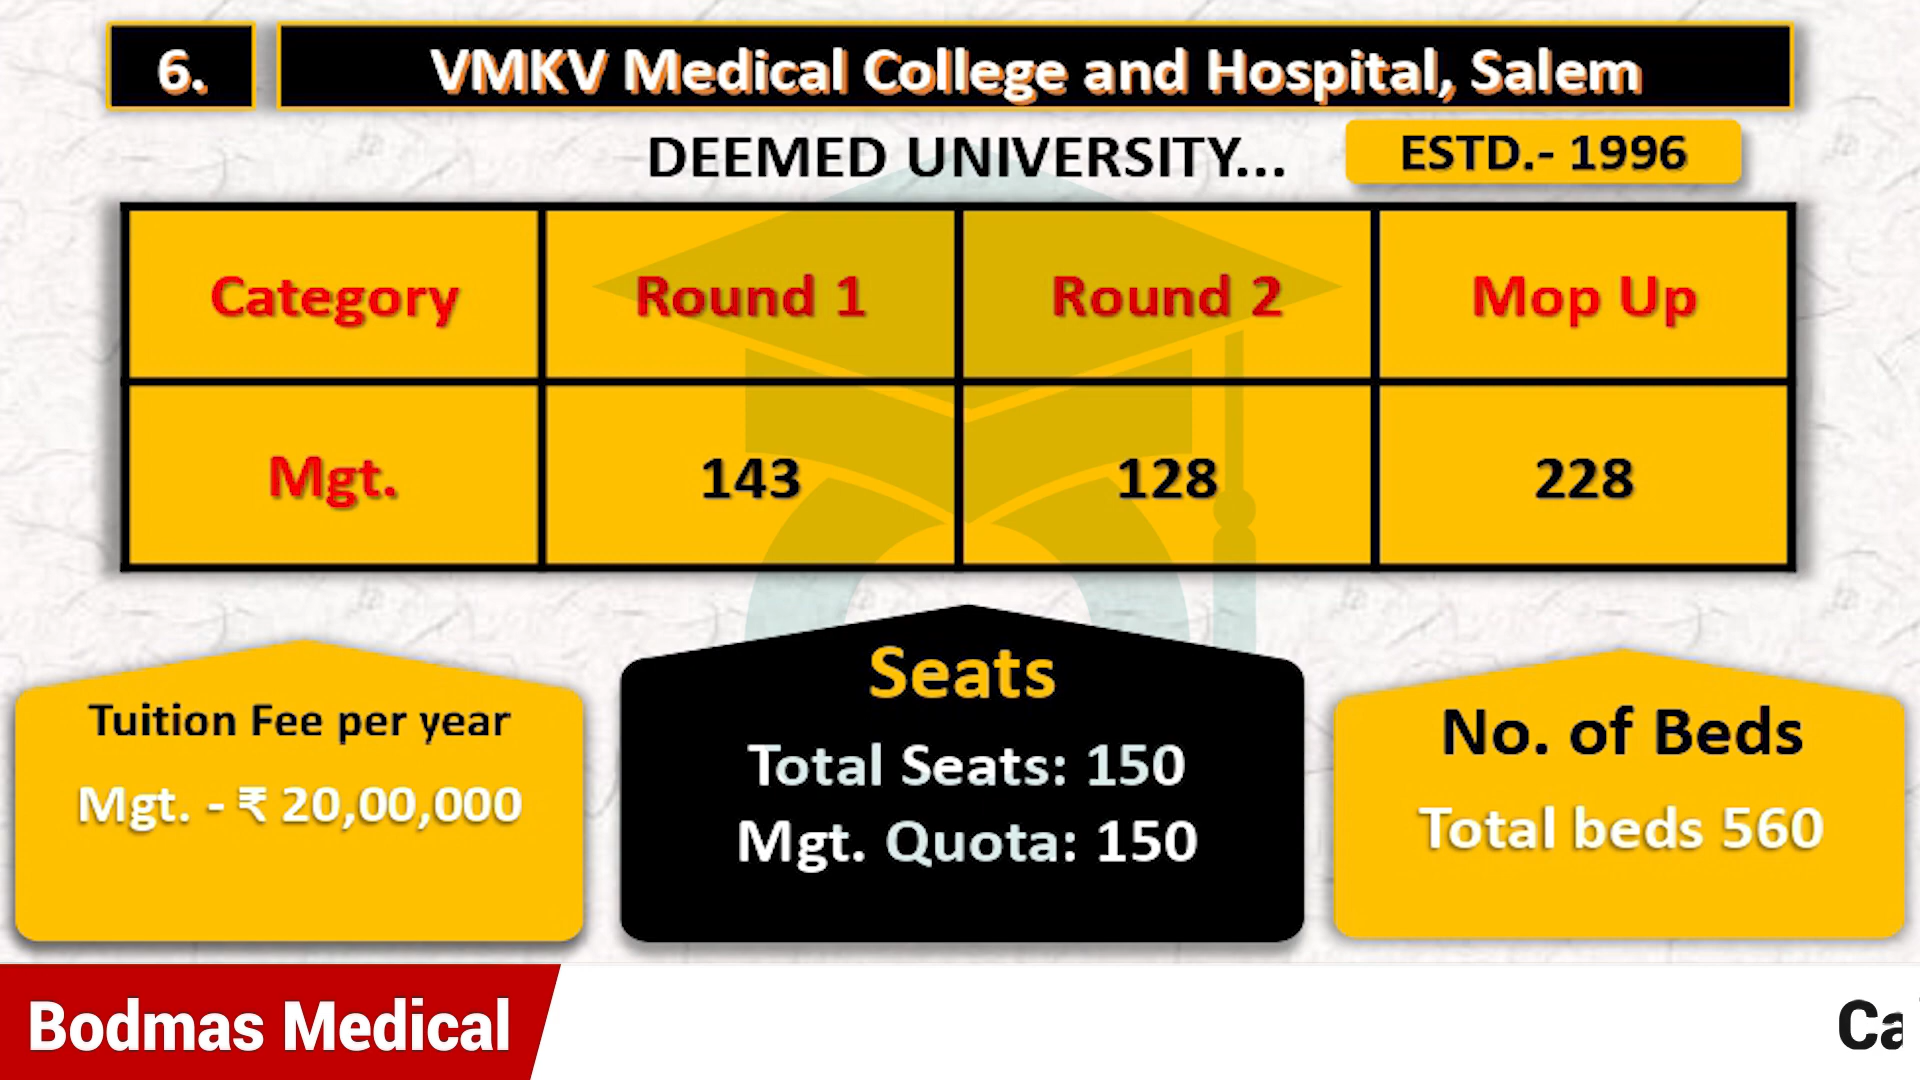 6.
VMKV Medical College and Hospital, Salem
DEEMED UNIVERSITY...
ESTD.- 1996
Category Round 1 Round 2 Mop Up
Mgt. 143 128 228
Tuition Fee per year
Mgt. - ₹ 20,00,000
Seats
Total Seats: 150
Mgt. Quota: 150
No. of Beds
Total beds 560
Bodmas Medical
Ca